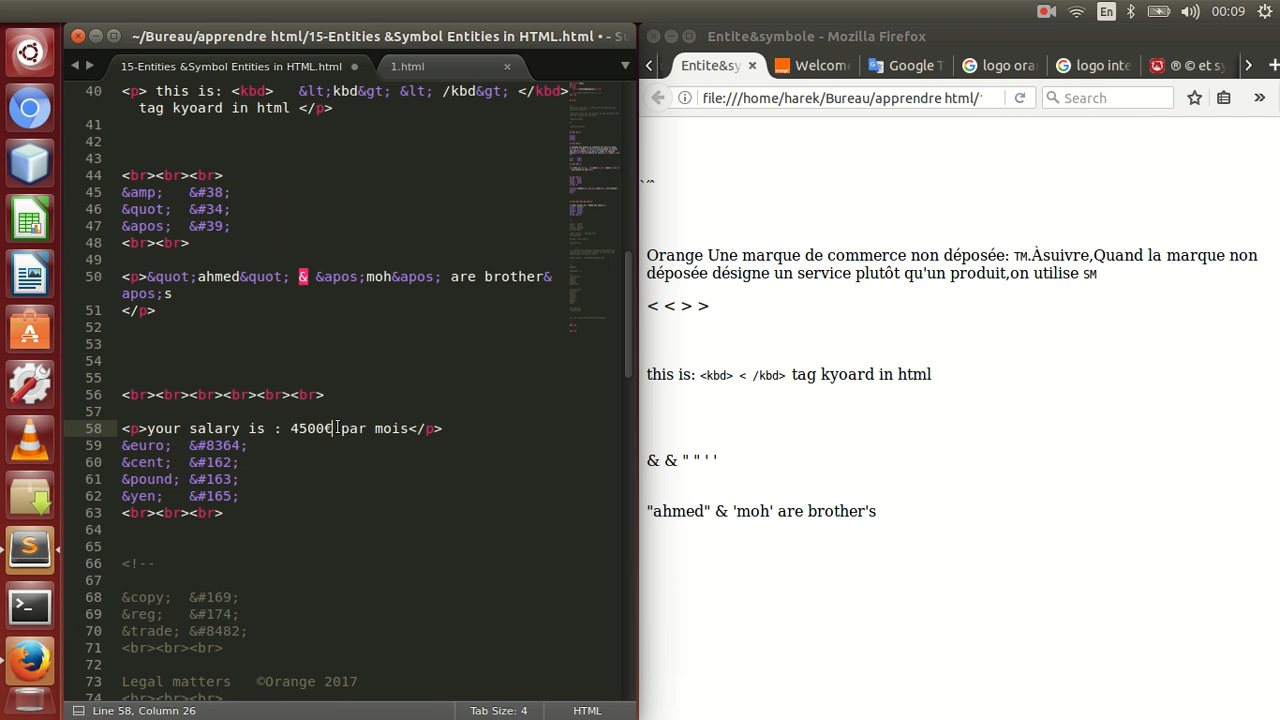 En
00:09
~/Bureau/apprendre html/15-Entities &Symbol Entities in HTML.html • - Su
15-Entities &Symbol Entities in HTML.html
1.html
40 <p> this is: <kbd>   &lt;kbd&gt; &lt; /kbd&gt; </kbd>
tag kyoard in html </p>
41
42
43
44 <br><br><br>
45 &amp;   &#38;
46 &quot;  &#34;
47 &apos;  &#39;
48 <br><br>
49
50 <p>&quot;ahmed&quot; & &apos;moh&apos; are brother&
apos;s
51 </p>
52
53
54
55
56 <br><br><br><br><br><br>
57
58 <p>your salary is : 4500€ par mois</p>
59 &euro;  &#8364;
60 &cent;  &#162;
61 &pound; &#163;
62 &yen;   &#165;
63 <br><br><br>
64
65
66 <!--
67
68 &copy;  &#169;
69 &reg;   &#174;
70 &trade; &#8482;
71 <br><br><br>
72
73 Legal matters   ©Orange 2017
74 <br><br><br>
Line 58, Column 26
Tab Size: 4
HTML
Entite&symbole - Mozilla Firefox
Entite&sy
Welcome
Google T
logo ora
logo inte
® © et sy
file:///home/harek/Bureau/apprendre html/
Search
Orange Une marque de commerce non déposée: ™.Àsuivre,Quand la marque non
déposée désigne un service plutôt qu'un produit,on utilise ℠
< < > >
this is: <kbd> < /kbd> tag kyoard in html
& & " " ' '
"ahmed" & 'moh' are brother's